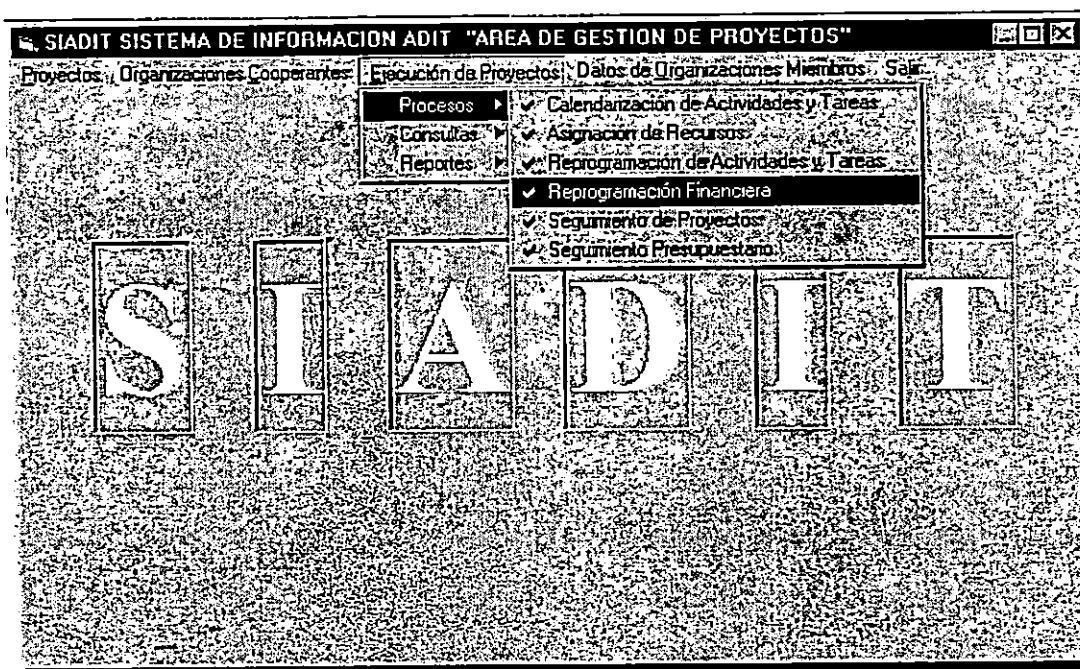 SIADIT SISTEMA DE INFORMACION ADIT "AREA DE GESTION DE PROYECTOS"
Proyectos Organizaciones Cooperantes Ejecución de Proyectos Datos de Organizaciones Miembros Salir
Procesos
Consultas
Reportes
Calendarización de Actividades y Tareas
Asignación de Recursos
Reprogramación de Actividades y Tareas
Reprogramación Financiera
Seguimiento de Proyectos
Seguimiento Presupuestario
S I A D I T